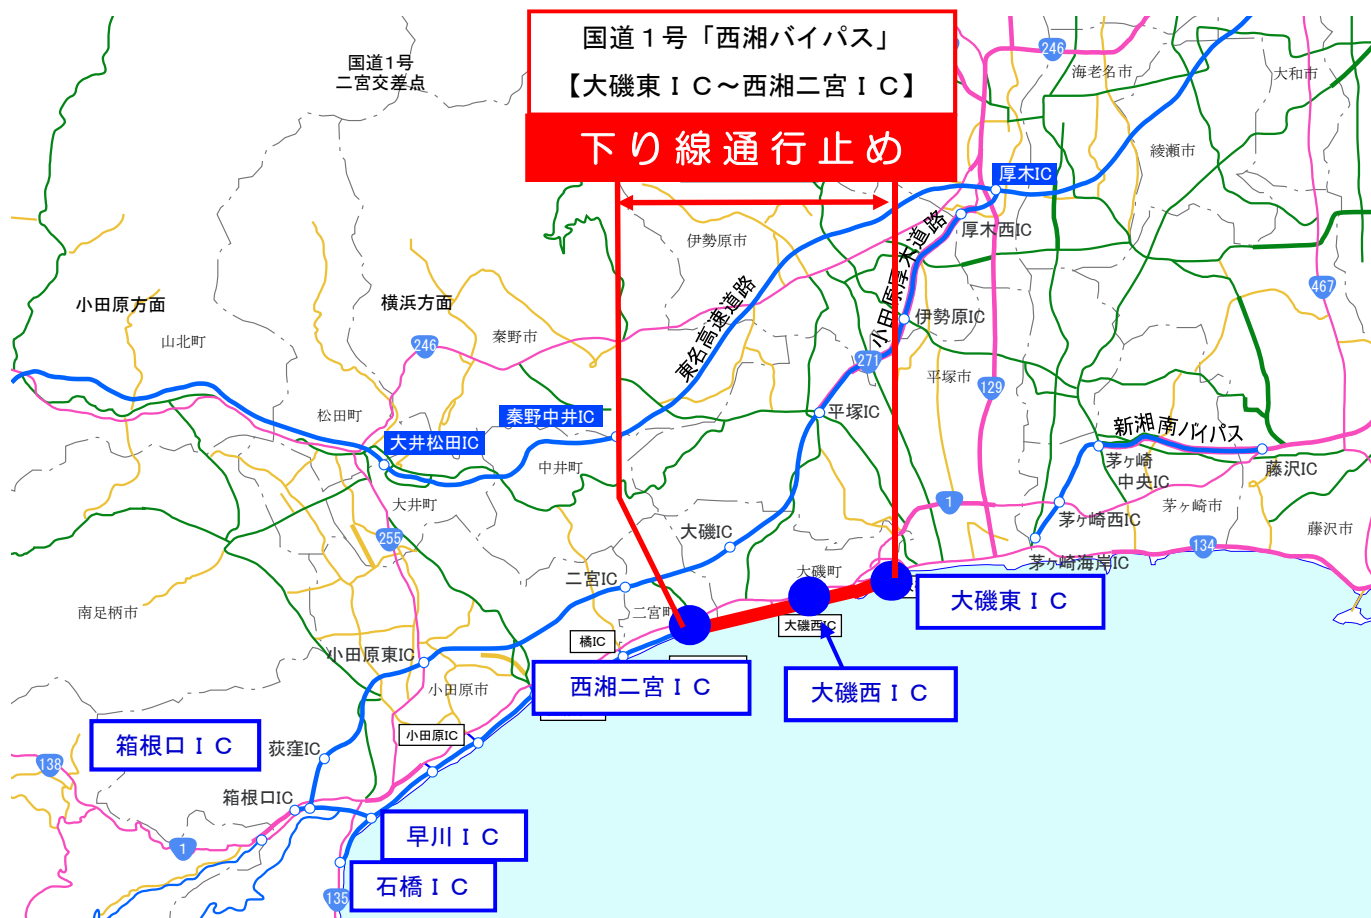 国道１号「西湘バイパス」
【大磯東ＩＣ～西湘二宮ＩＣ】
下り線通行止め
国道1号
二宮交差点
246
海老名市
大和市
綾瀬市
厚木IC
厚木西IC
小田原厚木道路
伊勢原市
東名高速道路
467
小田原方面
横浜方面
山北町
246
秦野市
伊勢原IC
271
平塚市
129
松田町
秦野中井IC
平塚IC
大井松田IC
中井町
新湘南バイパス
茅ヶ崎
中央IC
藤沢IC
大井町
1
茅ヶ崎西IC
茅ヶ崎市
藤沢市
255
大磯IC
134
茅ヶ崎海岸IC
二宮IC
大磯町
大磯東ＩＣ
南足柄市
二宮町
大磯西IC
橘IC
小田原東IC
西湘二宮ＩＣ
大磯西ＩＣ
小田原市
小田原IC
箱根口ＩＣ
荻窪IC
138
箱根口IC
早川ＩＣ
1
石橋ＩＣ
135